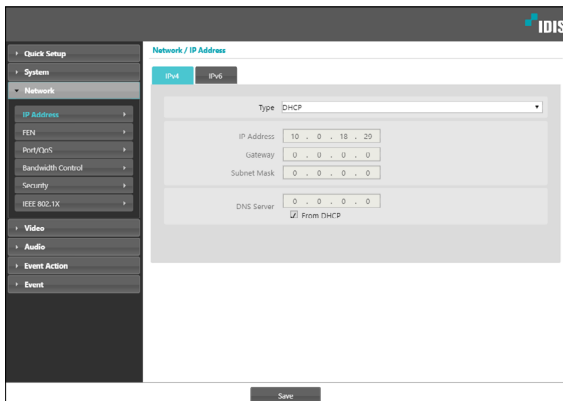 IDIS
Quick Setup
System
Network
IP Address
FEN
Port/QoS
Bandwidth Control
Security
IEEE 802.1X
Video
Audio
Event Action
Event
Network / IP Address
IPv4 IPv6
Type DHCP
IP Address 10 . 0 . 18 . 29
Gateway 0 . 0 . 0 . 0
Subnet Mask 0 . 0 . 0 . 0
DNS Server 0 . 0 . 0 . 0
From DHCP
Save